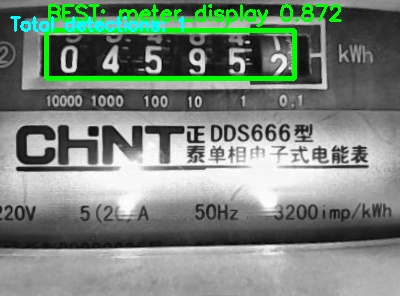 BEST: meter_display 0.872
Total detections: 1
② 0 4 5 9 5 2 kWh
10000 1000 100 10 1 0.1
CHNT 正泰 DDS666型
单相电子式电能表
220V 5(20)A 50Hz 3200imp/kWh